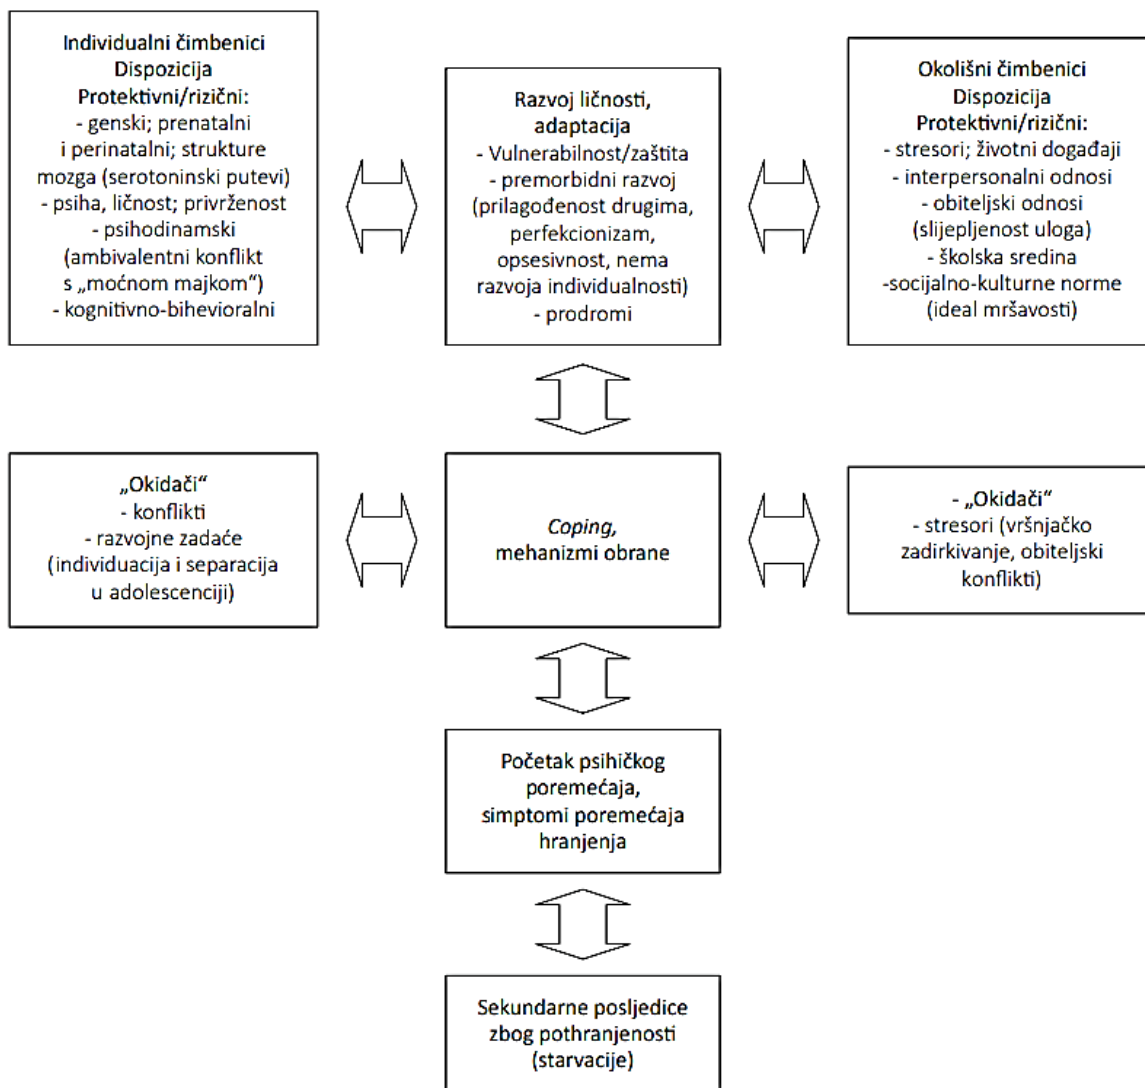 Individualni čimbenici
Dispozicija
Protektivni/rizični:
- genski; prenatalni
i perinatalni; strukture
mozga (serotoninski putevi)
- psiha, ličnost; privrženost
- psihodinamski
(ambivalentni konflikt
s „moćnom majkom“)
- kognitivno-bihevioralni
Razvoj ličnosti,
adaptacija
- Vulnerabilnost/zaštita
- premorbidni razvoj
(prilagođenost drugima,
perfekcionizam,
opsesivnost, nema
razvoja individualnosti)
- prodromi
Okolišni čimbenici
Dispozicija
Protektivni/rizični:
- stresori; životni događaji
- interpersonalni odnosi
- obiteljski odnosi
(slijepljenost uloga)
- školska sredina
-socijalno-kulturne norme
(ideal mršavosti)
„Okidači“
- konflikti
- razvojne zadaće
(individuacija i separacija
u adolescenciji)
Coping,
mehanizmi obrane
- „Okidači“
- stresori (vršnjačko
zadirkivanje, obiteljski
konflikti)
Početak psihičkog
poremećaja,
simptomi poremećaja
hranjenja
Sekundarne posljedice
zbog pothranjenosti
(starvacije)